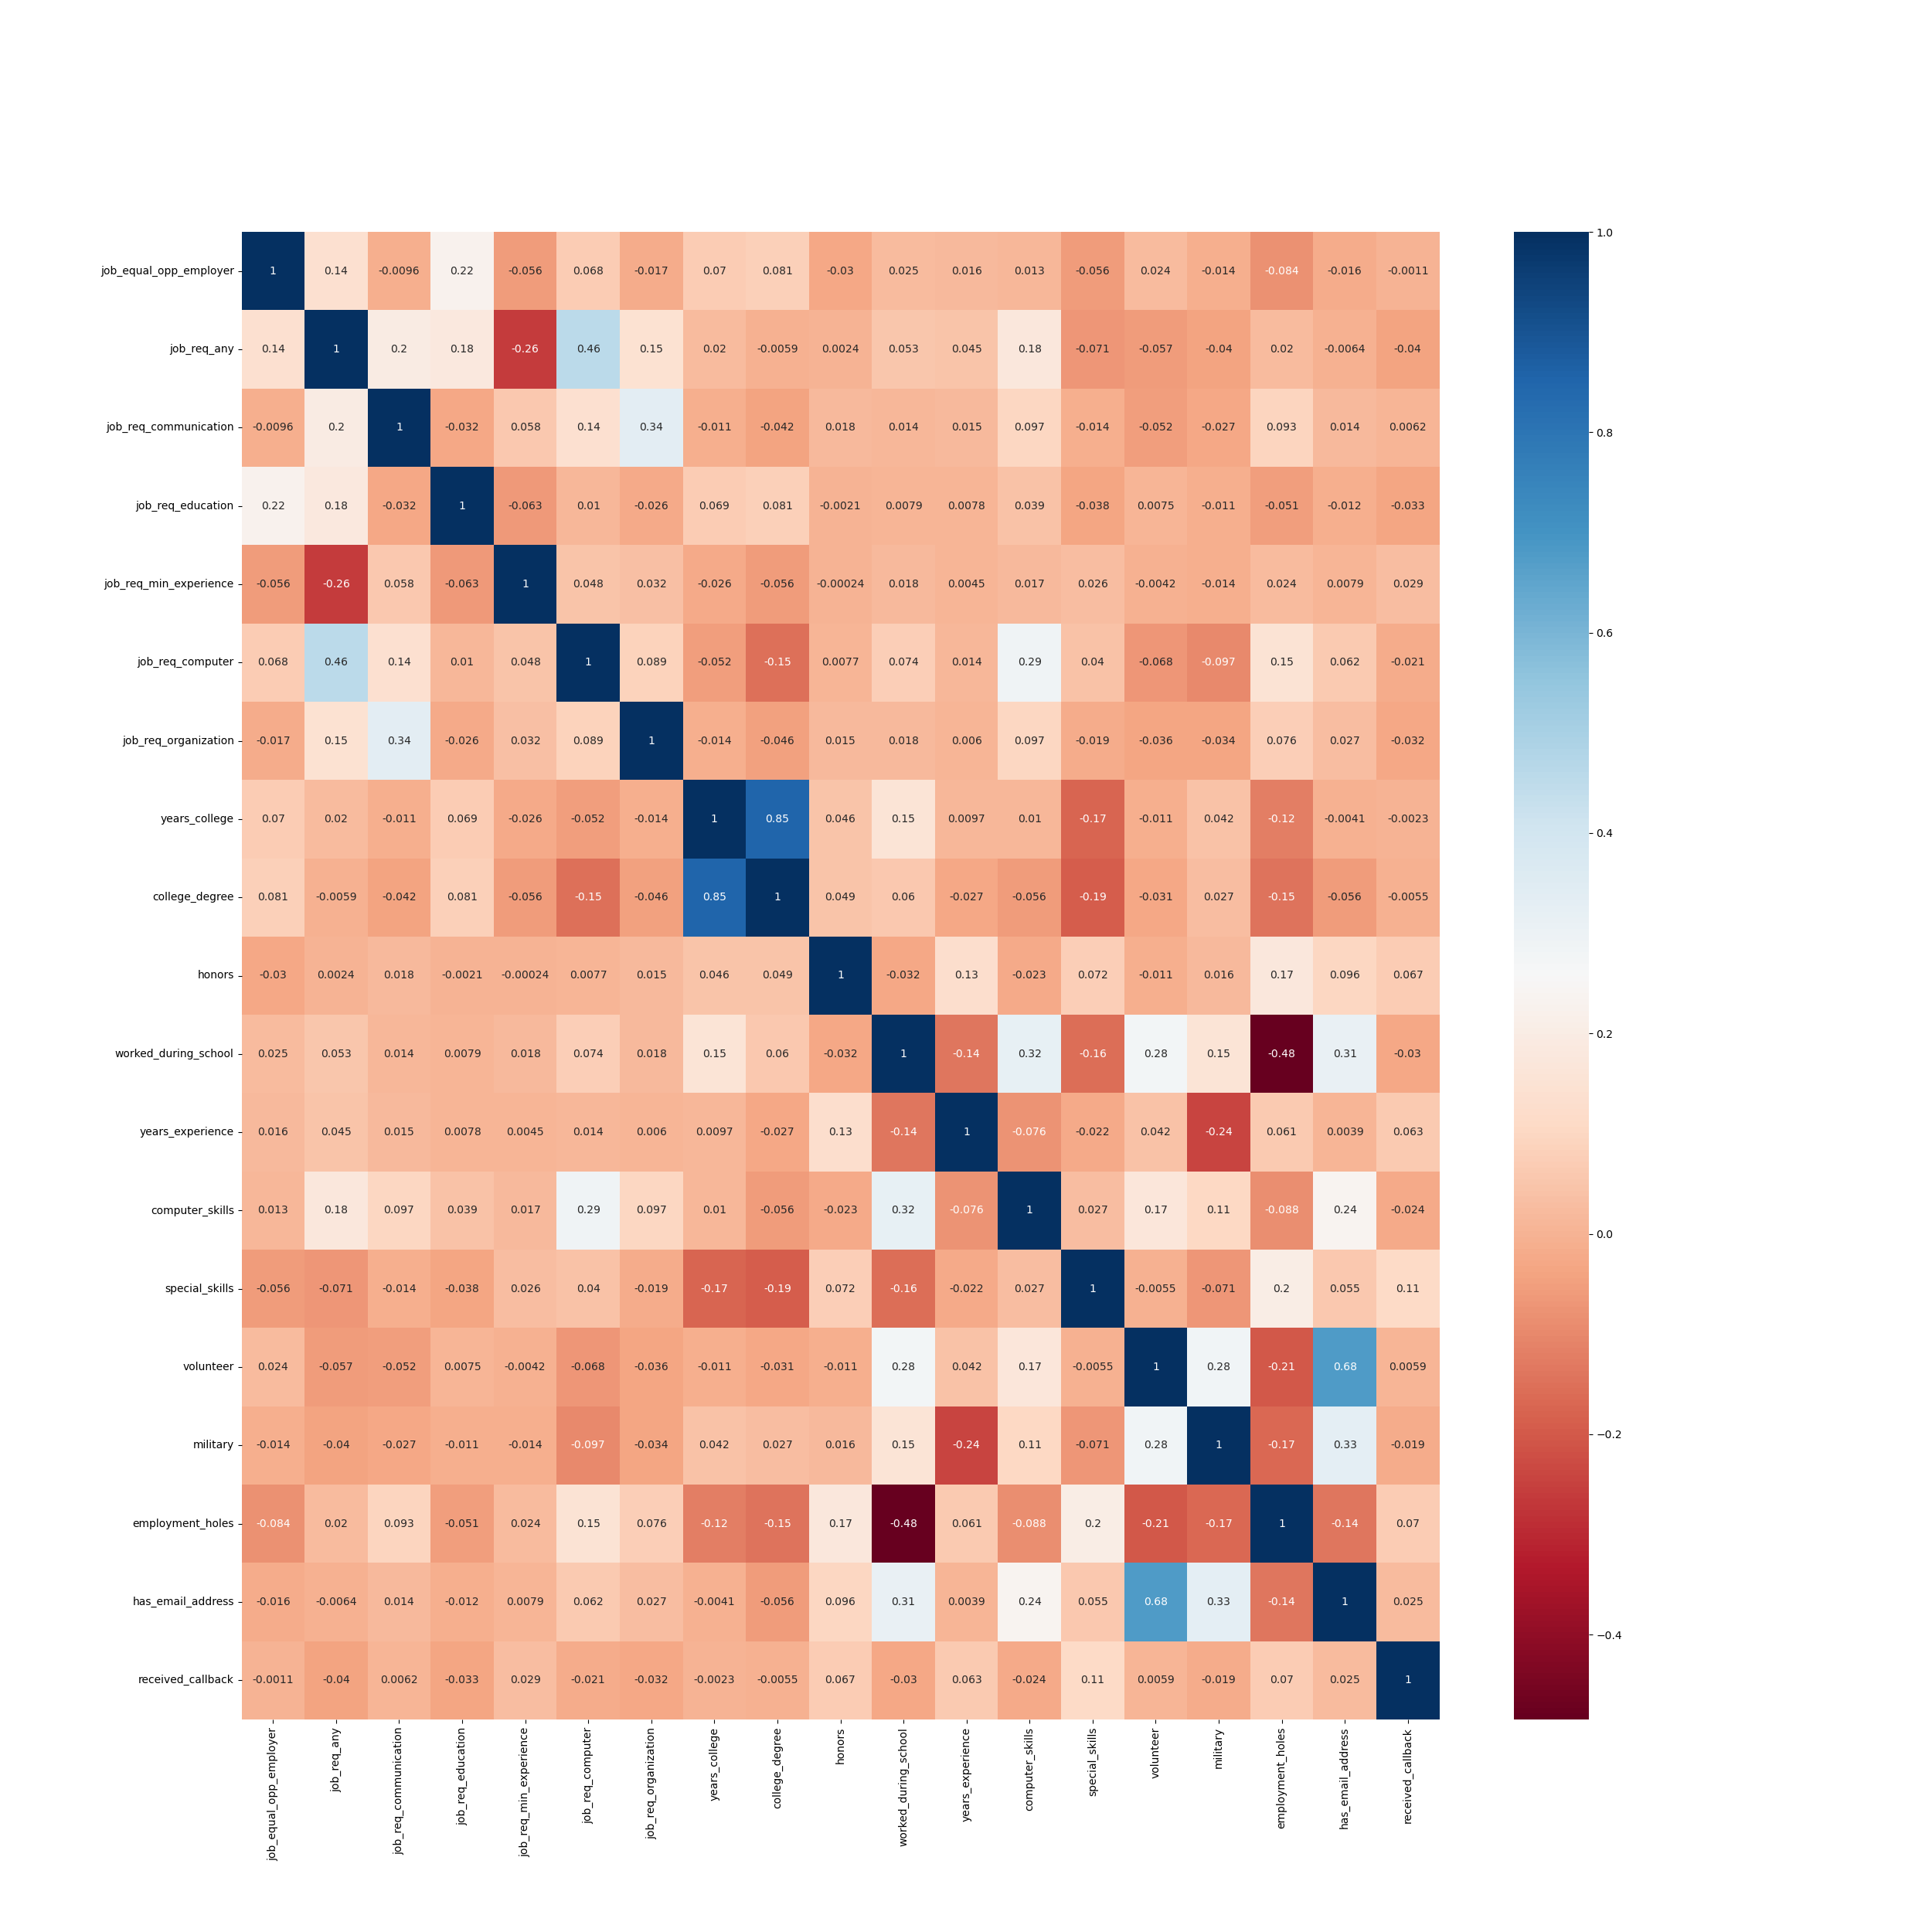 1.0
job_equal_opp_employer 1 0.14 -0.0096 0.22 -0.056 0.068 -0.017 0.07 0.081 -0.03 0.025 0.016 0.013 -0.056 0.024 -0.014 -0.084 -0.016 -0.0011
job_req_any 0.14 1 0.2 0.18 -0.26 0.46 0.15 0.02 -0.0059 0.0024 0.053 0.045 0.18 -0.071 -0.057 -0.04 0.02 -0.0064 -0.04
job_req_communication -0.0096 0.2 1 -0.032 0.058 0.14 0.34 -0.011 -0.042 0.018 0.014 0.015 0.097 -0.014 -0.052 -0.027 0.093 0.014 0.0062
0.8
job_req_education 0.22 0.18 -0.032 1 -0.063 0.01 -0.026 0.069 0.081 -0.0021 0.0079 0.0078 0.039 -0.038 0.0075 -0.011 -0.051 -0.012 -0.033
job_req_min_experience -0.056 -0.26 0.058 -0.063 1 0.048 0.032 -0.026 -0.056 -0.00024 0.018 0.0045 0.017 0.026 -0.0042 -0.014 0.024 0.0079 0.029
0.6
job_req_computer 0.068 0.46 0.14 0.01 0.048 1 0.089 -0.052 -0.15 0.0077 0.074 0.014 0.29 0.04 -0.068 -0.097 0.15 0.062 -0.021
job_req_organization -0.017 0.15 0.34 -0.026 0.032 0.089 1 -0.014 -0.046 0.015 0.018 0.006 0.097 -0.019 -0.036 -0.034 0.076 0.027 -0.032
years_college 0.07 0.02 -0.011 0.069 -0.026 -0.052 -0.014 1 0.85 0.046 0.15 0.0097 0.01 -0.17 -0.011 0.042 -0.12 -0.0041 -0.0023
0.4
college_degree 0.081 -0.0059 -0.042 0.081 -0.056 -0.15 -0.046 0.85 1 0.049 0.06 -0.027 -0.056 -0.19 -0.031 0.027 -0.15 -0.056 -0.0055
honors -0.03 0.0024 0.018 -0.0021 -0.00024 0.0077 0.015 0.046 0.049 1 -0.032 0.13 -0.023 0.072 -0.011 0.016 0.17 0.096 0.067
0.2
worked_during_school 0.025 0.053 0.014 0.0079 0.018 0.074 0.018 0.15 0.06 -0.032 1 -0.14 0.32 -0.16 0.28 0.15 -0.48 0.31 -0.03
years_experience 0.016 0.045 0.015 0.0078 0.0045 0.014 0.006 0.0097 -0.027 0.13 -0.14 1 -0.076 -0.022 0.042 -0.24 0.061 0.0039 0.063
computer_skills 0.013 0.18 0.097 0.039 0.017 0.29 0.097 0.01 -0.056 -0.023 0.32 -0.076 1 0.027 0.17 0.11 -0.088 0.24 -0.024
0.0
special_skills -0.056 -0.071 -0.014 -0.038 0.026 0.04 -0.019 -0.17 -0.19 0.072 -0.16 -0.022 0.027 1 -0.0055 -0.071 0.2 0.055 0.11
volunteer 0.024 -0.057 -0.052 0.0075 -0.0042 -0.068 -0.036 -0.011 -0.031 -0.011 0.28 0.042 0.17 -0.0055 1 0.28 -0.21 0.68 0.0059
−0.2
military -0.014 -0.04 -0.027 -0.011 -0.014 -0.097 -0.034 0.042 0.027 0.016 0.15 -0.24 0.11 -0.071 0.28 1 -0.17 0.33 -0.019
employment_holes -0.084 0.02 0.093 -0.051 0.024 0.15 0.076 -0.12 -0.15 0.17 -0.48 0.061 -0.088 0.2 -0.21 -0.17 1 -0.14 0.07
has_email_address -0.016 -0.0064 0.014 -0.012 0.0079 0.062 0.027 -0.0041 -0.056 0.096 0.31 0.0039 0.24 0.055 0.68 0.33 -0.14 1 0.025
−0.4
received_callback -0.0011 -0.04 0.0062 -0.033 0.029 -0.021 -0.032 -0.0023 -0.0055 0.067 -0.03 0.063 -0.024 0.11 0.0059 -0.019 0.07 0.025 1
job_equal_opp_employer
job_req_any
job_req_communication
job_req_education
job_req_min_experience
job_req_computer
job_req_organization
years_college
college_degree
honors
worked_during_school
years_experience
computer_skills
special_skills
volunteer
military
employment_holes
has_email_address
received_callback